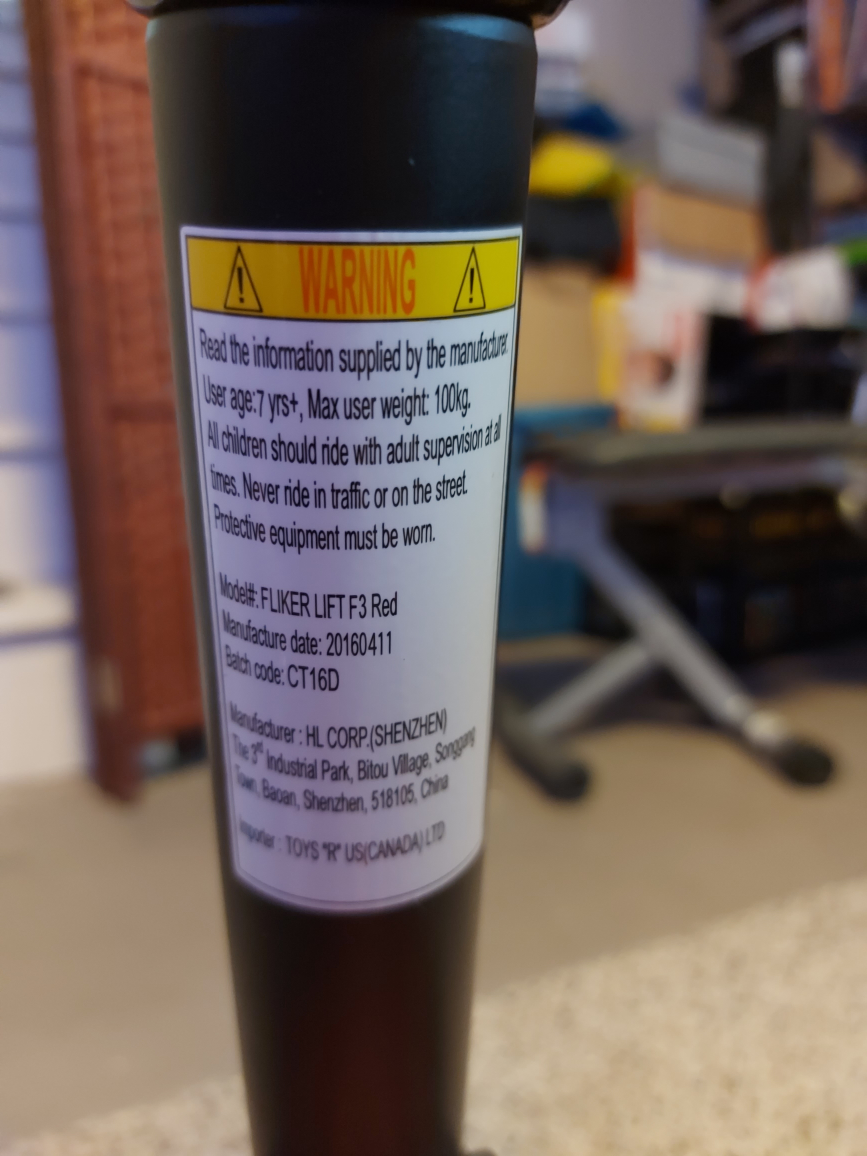 WARNING
Read the information supplied by the manufacturer.
User age:7 yrs+, Max user weight: 100kg.
All children should ride with adult supervision at all
times. Never ride in traffic or on the street.
Protective equipment must be worn.
Model#: FLIKER LIFT F3 Red
Manufacture date: 20160411
Batch code: CT16D
Manufacturer : HL CORP.(SHENZHEN)
The 3rd Industrial Park, Bitou Village, Songgang
Town, Baoan, Shenzhen, 518105, China
Importer : TOYS "R" US(CANADA) LTD